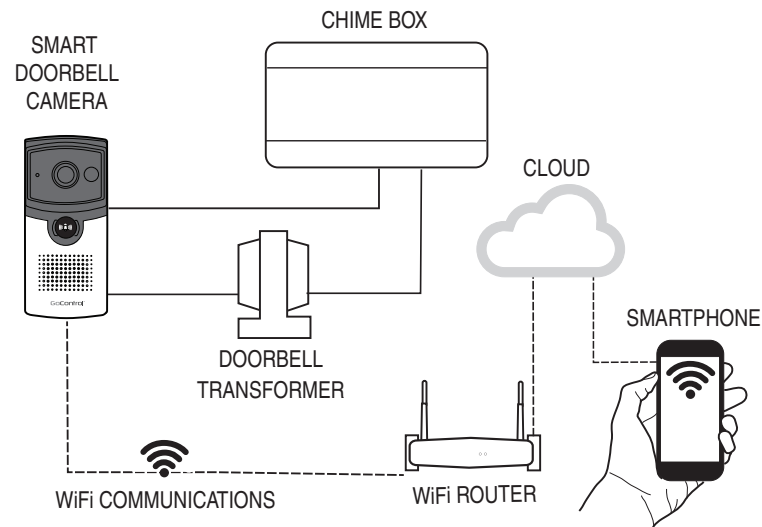 CHIME BOX
SMART
DOORBELL
CAMERA
CLOUD
GoControl
SMARTPHONE
DOORBELL
TRANSFORMER
WiFi COMMUNICATIONS
WiFi ROUTER